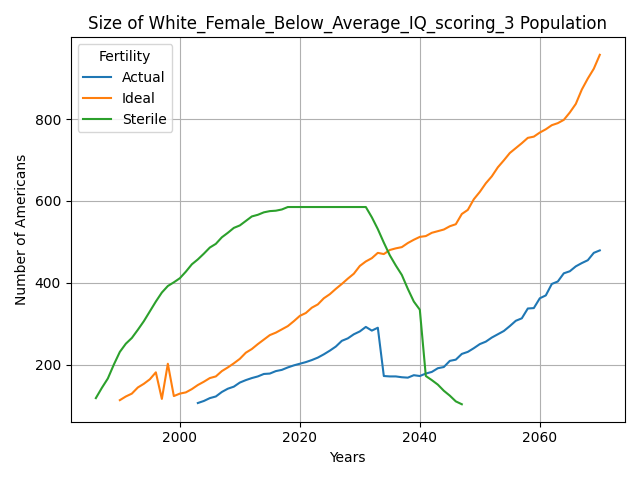 Size of White_Female_Below_Average_IQ_scoring_3 Population
Fertility
Actual
Ideal
Sterile
Number of Americans
800
600
400
200
2000
2020
2040
2060
Years